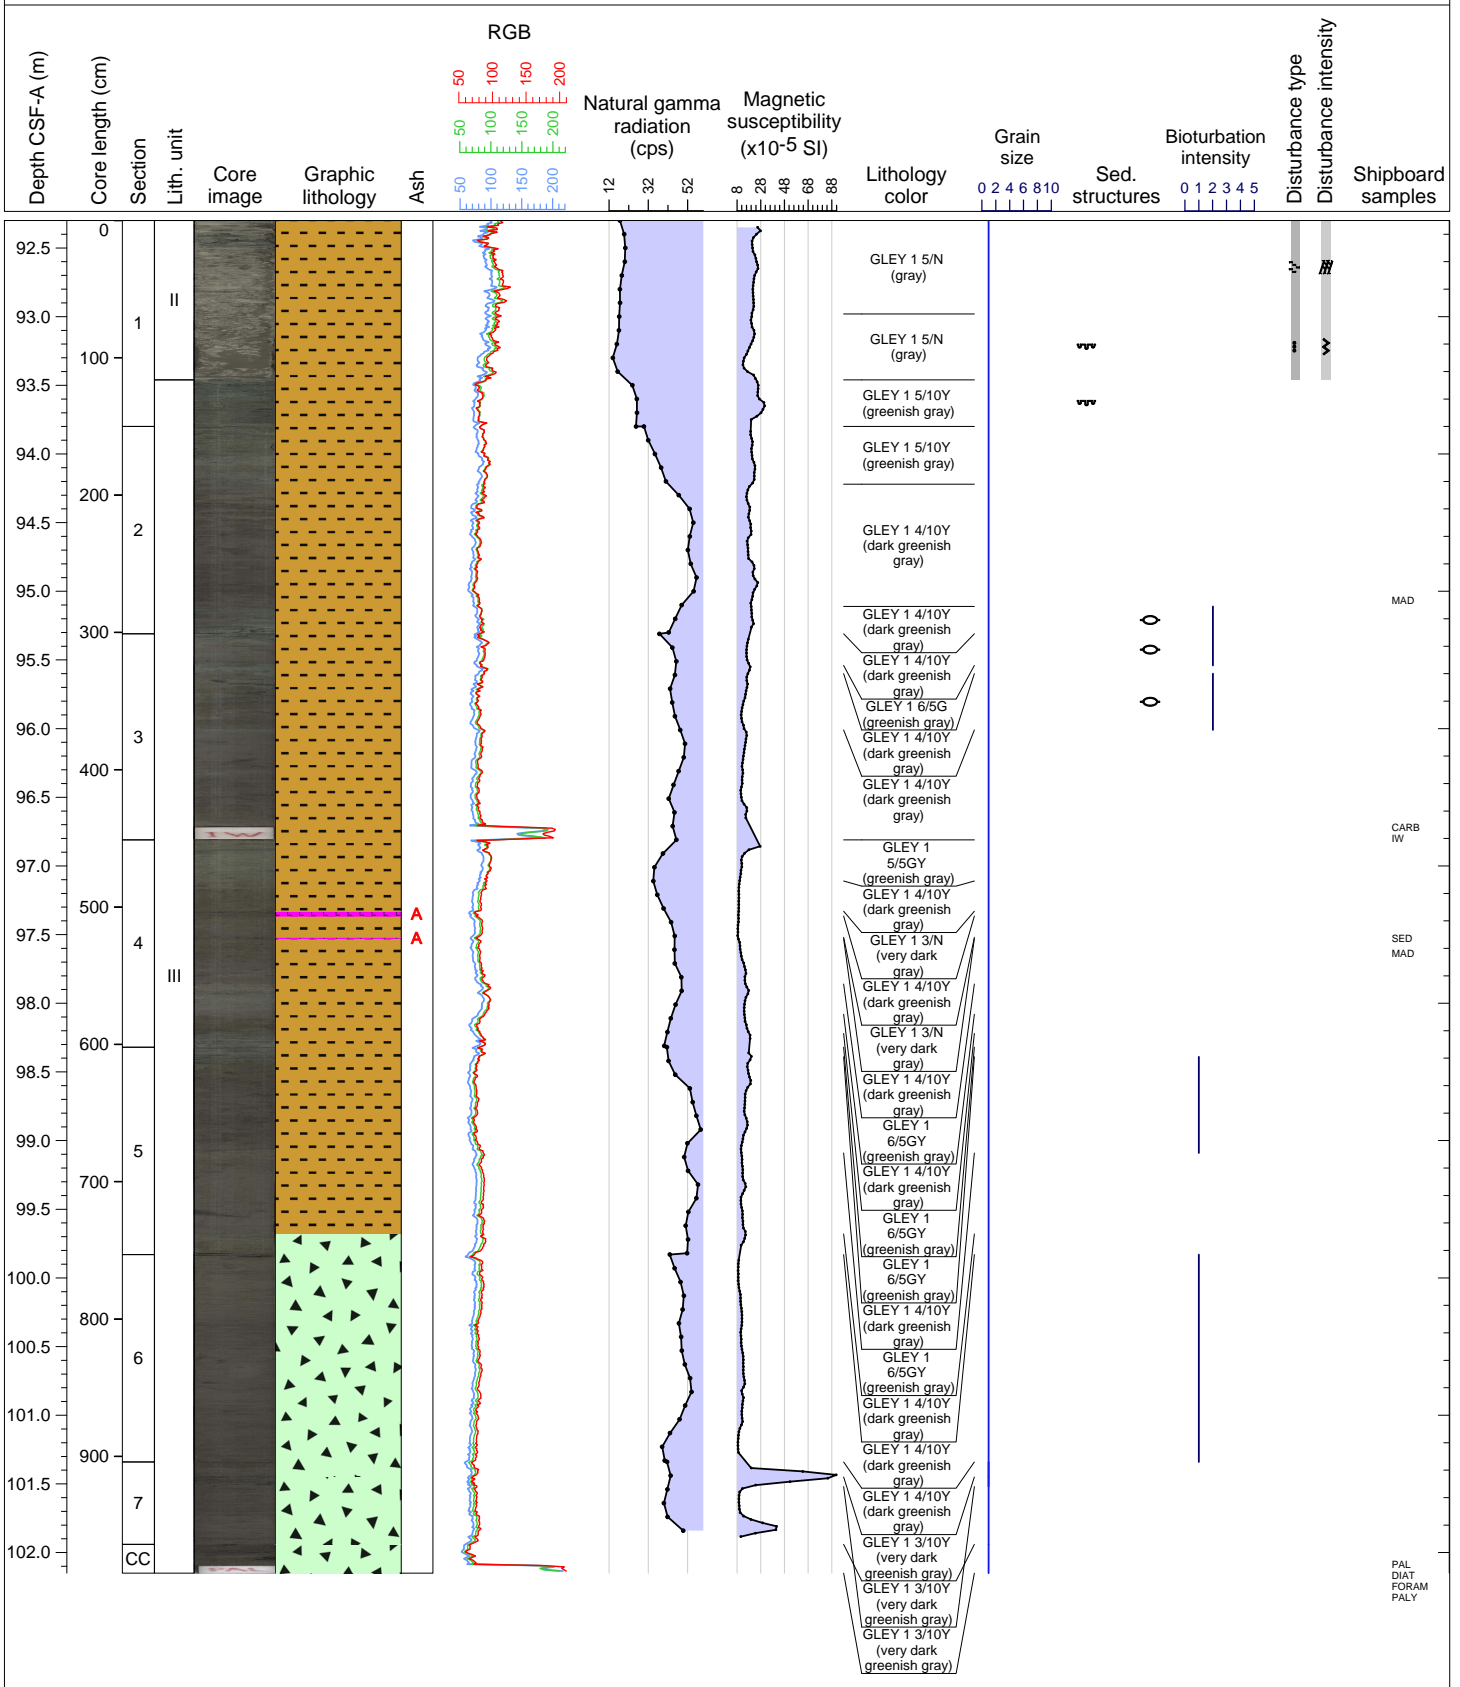 RGB
50 100 150 200
50 100 150 200
50 100 150 200
Depth CSF-A (m)
Core length (cm)
Section
Lith. unit
Core
image
Graphic
lithology
Ash
Natural gamma
radiation
(cps)
12 32 52
Magnetic
susceptibility
(x10-5 SI)
8 28 48 68 88
Lithology
color
Grain
size
0 2 4 6 8 10
Sed.
structures
Bioturbation
intensity
0 1 2 3 4 5
Disturbance type
Disturbance intensity
Shipboard
samples
92.5
93.0
93.5
94.0
94.5
95.0
95.5
96.0
96.5
97.0
97.5
98.0
98.5
99.0
99.5
100.0
100.5
101.0
101.5
102.0
0
100
200
300
400
500
600
700
800
900
1
2
3
4
5
6
7
CC
II
III
IW
PAL
A
A
GLEY 1 5/N
(gray)
GLEY 1 5/N
(gray)
GLEY 1 5/10Y
(greenish gray)
GLEY 1 5/10Y
(greenish gray)
GLEY 1 4/10Y
(dark greenish
gray)
GLEY 1 4/10Y
(dark greenish
gray)
GLEY 1 4/10Y
(dark greenish
gray)
GLEY 1 6/5G
(greenish gray)
GLEY 1 4/10Y
(dark greenish
gray)
GLEY 1 4/10Y
(dark greenish
gray)
GLEY 1
5/5GY
(greenish gray)
GLEY 1 4/10Y
(dark greenish
gray)
GLEY 1 3/N
(very dark
gray)
GLEY 1 4/10Y
(dark greenish
gray)
GLEY 1 3/N
(very dark
gray)
GLEY 1 4/10Y
(dark greenish
gray)
GLEY 1
6/5GY
(greenish gray)
GLEY 1 4/10Y
(dark greenish
gray)
GLEY 1
6/5GY
(greenish gray)
GLEY 1
6/5GY
(greenish gray)
GLEY 1 4/10Y
(dark greenish
gray)
GLEY 1
6/5GY
(greenish gray)
GLEY 1 4/10Y
(dark greenish
gray)
GLEY 1 4/10Y
(dark greenish
gray)
GLEY 1 4/10Y
(dark greenish
gray)
GLEY 1 3/10Y
(very dark
greenish gray)
GLEY 1 3/10Y
(very dark
greenish gray)
GLEY 1 3/10Y
(very dark
greenish gray)
MAD
CARB
IW
SED
MAD
PAL
DIAT
FORAM
PALY